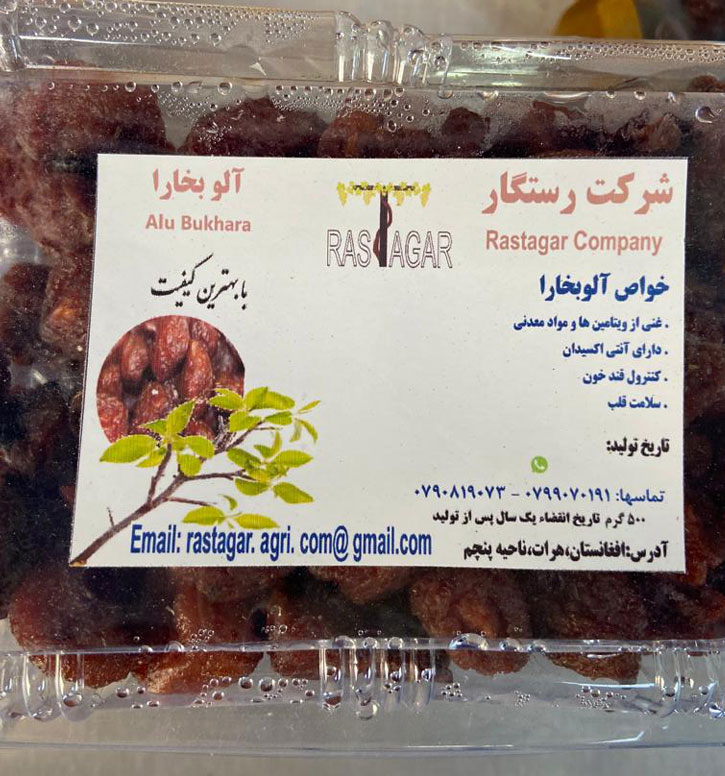 شرکت رستگار
Rastagar Company
RASTAGAR
آلو بخارا
Alu Bukhara
با بهترین کیفیت
خواص آلوبخارا
. غنی از ویتامین ها و مواد معدنی
. دارای آنتی اکسیدان
. کنترول قند خون
. سلامت قلب
تاریخ تولید:
تماسها: ۰۷۹۹۰۷۰۱۹۱ - ۰۷۹۰۸۱۹۰۷۳
۵۰۰ گرم تاریخ انقضاء یک سال پس از تولید
آدرس:افغانستان،هرات،ناحیه پنچم
Email: rastagar. agri. com@ gmail.com